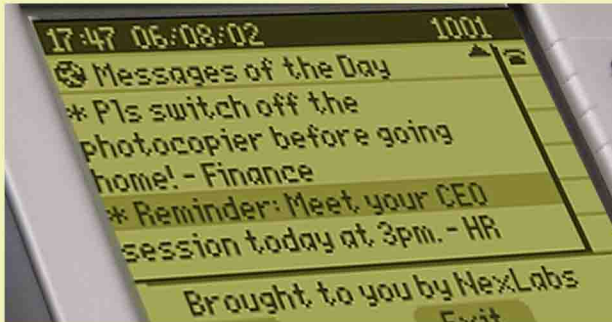 17:47 06/08/02 1001
Messages of the Day
* Pls switch off the
photocopier before going
home! - Finance
* Reminder: Meet your CEO
session today at 3pm. - HR
Brought to you by NexLabs
Exit